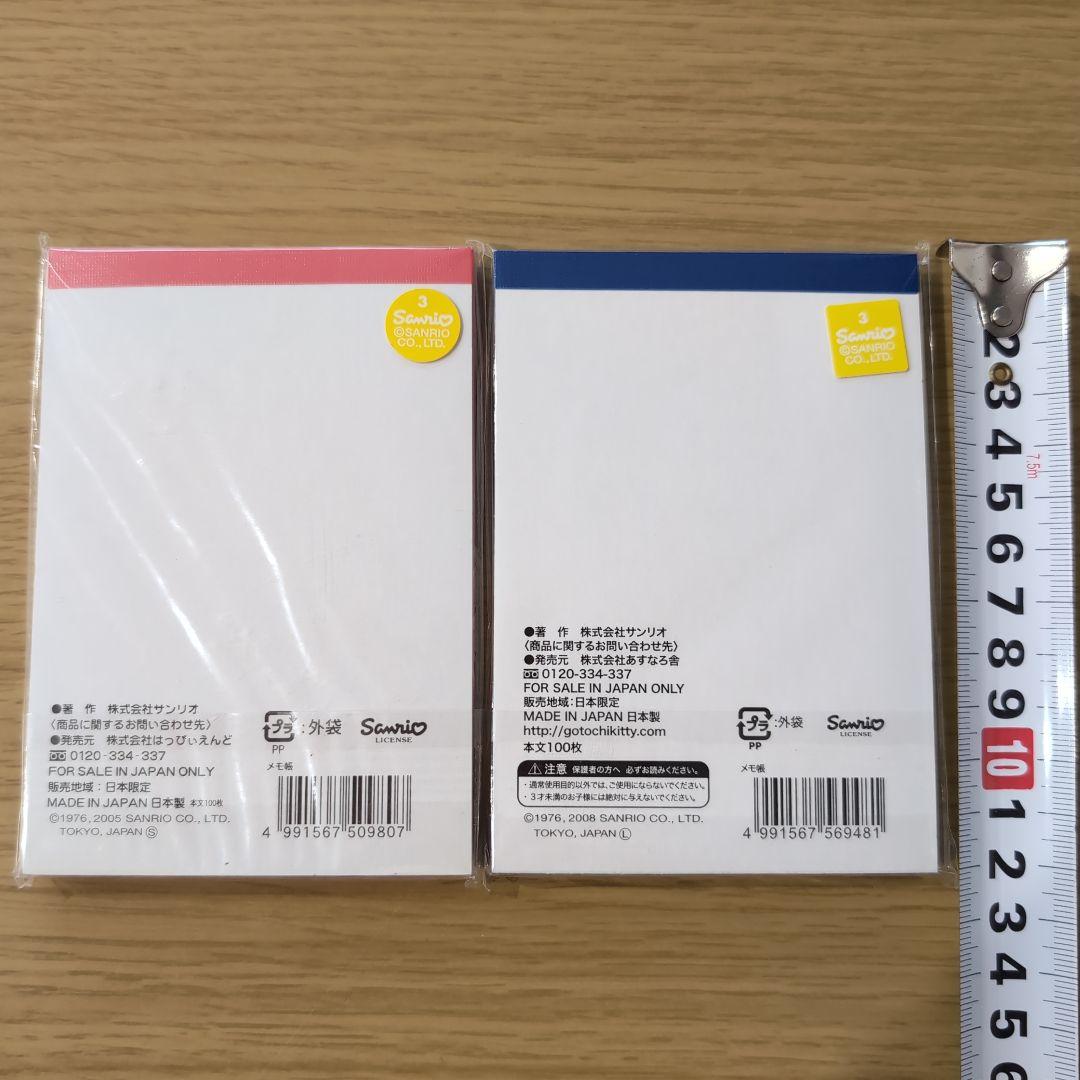 3
Sanrio
©SANRIO
CO., LTD.
●著　作　株式会社サンリオ
〈商品に関するお問い合わせ先〉
●発売元　株式会社はっぴぃえんど
0120-334-337
FOR SALE IN JAPAN ONLY
販売地域：日本限定
MADE IN JAPAN 日本製 本文100枚
©1976, 2005 SANRIO CO., LTD.
TOKYO, JAPAN Ⓢ
プラ：外袋
PP
Sanrio
LICENSE
メモ帳
4 991567 509807
3
Sanrio
©SANRIO
CO., LTD.
●著　作　株式会社サンリオ
〈商品に関するお問い合わせ先〉
●発売元　株式会社あすなろ舎
0120-334-337
FOR SALE IN JAPAN ONLY
販売地域：日本限定
MADE IN JAPAN 日本製
http://gotochikitty.com
本文100枚
注意 保護者の方へ 必ずお読みください。
・通常使用目的以外では、ご使用にならないでください。
・３才未満のお子様には絶対に与えないでください。
©1976, 2008 SANRIO CO., LTD.
TOKYO, JAPAN Ⓛ
プラ：外袋
PP
Sanrio
LICENSE
メモ帳
4 991567 569481
2
3
4
7.5m
5
6
7
8
9
10
1
2
3
4
5
6